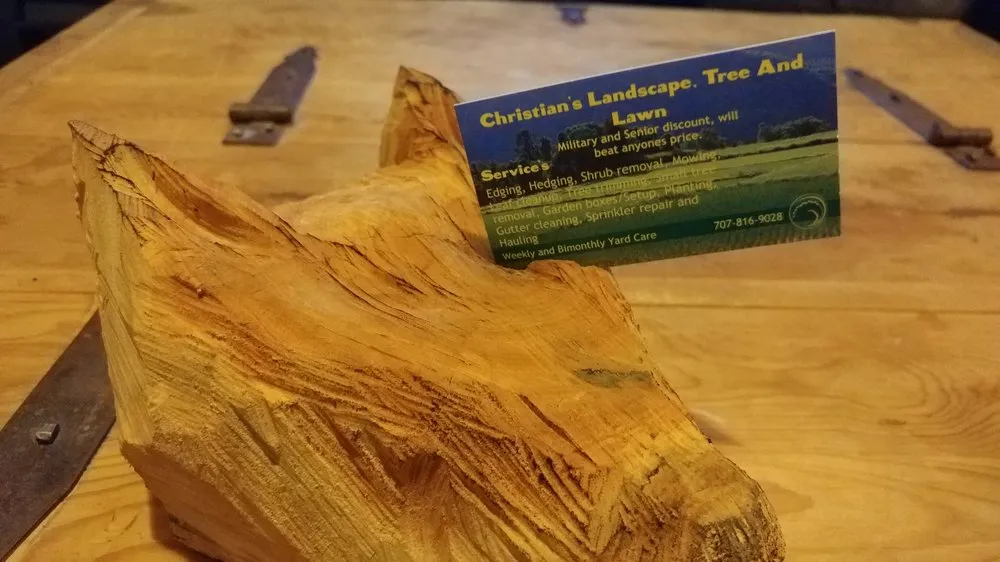 Christian's Landscape. Tree And
Lawn
Military and Senior discount, will
beat anyones price.
Service's
Edging, Hedging, Shrub removal, Mowing,
Leaf cleanup, Tree trimming, Small tree
removal, Garden boxes/Setup, Planting,
Gutter cleaning, Sprinkler repair and
Hauling
Weekly and Bimonthly Yard Care
707-816-9028